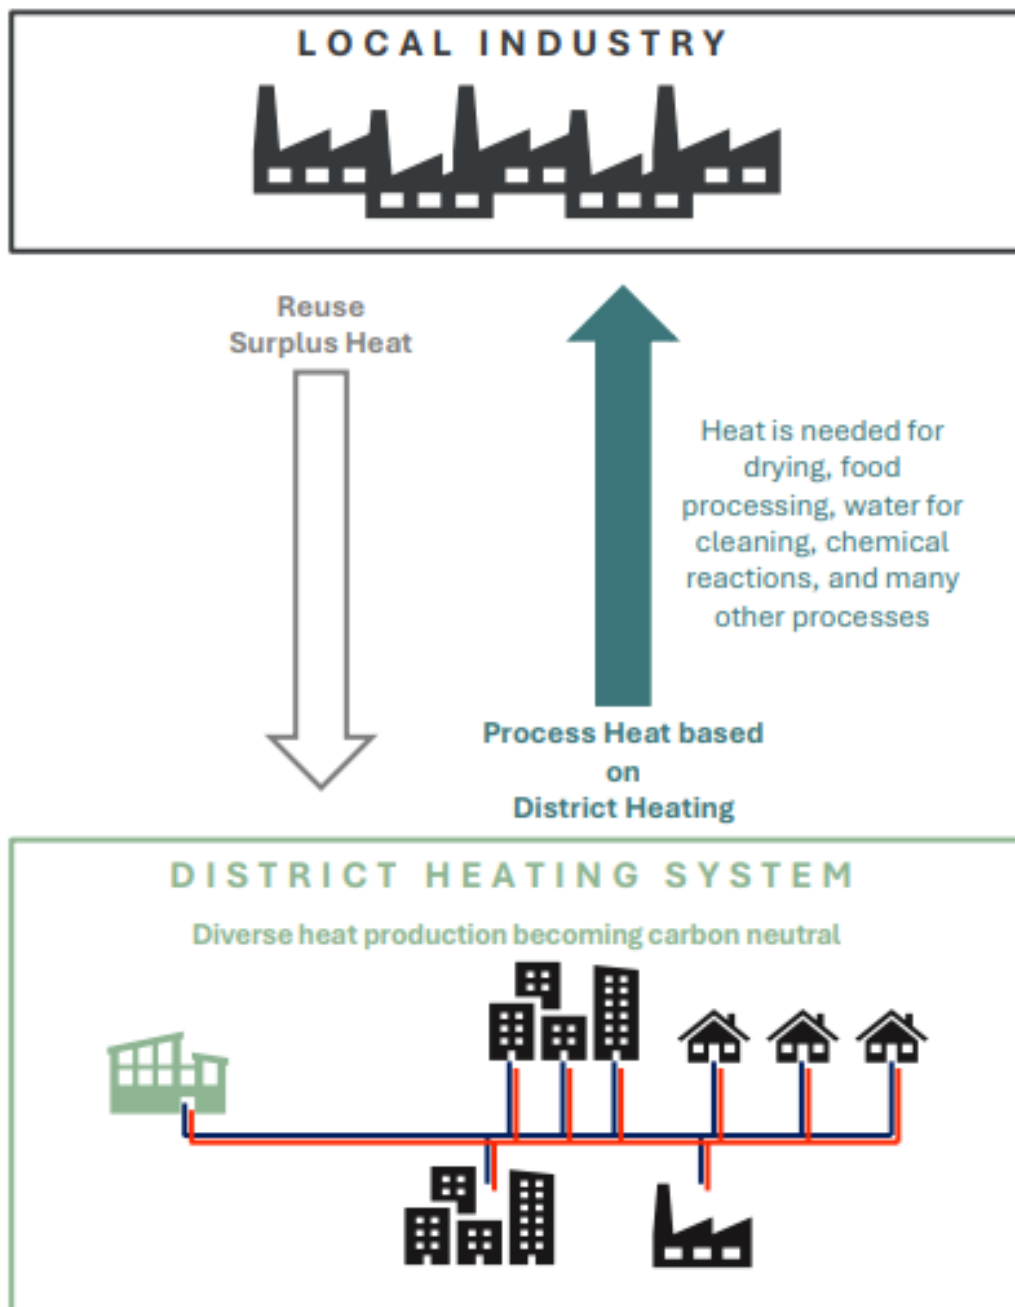 LOCAL INDUSTRY
Reuse
Surplus Heat
Heat is needed for
drying, food
processing, water for
cleaning, chemical
reactions, and many
other processes
Process Heat based
on
District Heating
DISTRICT HEATING SYSTEM
Diverse heat production becoming carbon neutral